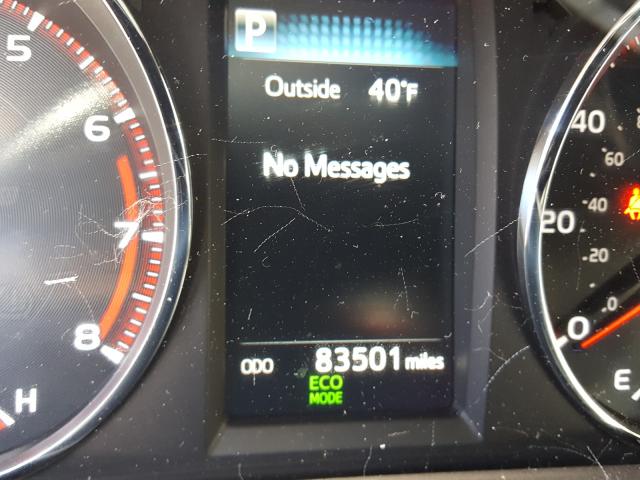 P
Outside 40°F
No Messages
ODO 83501 miles
ECO
MODE
5
6
7
8
H
40
20
0
60
40
20
0
E